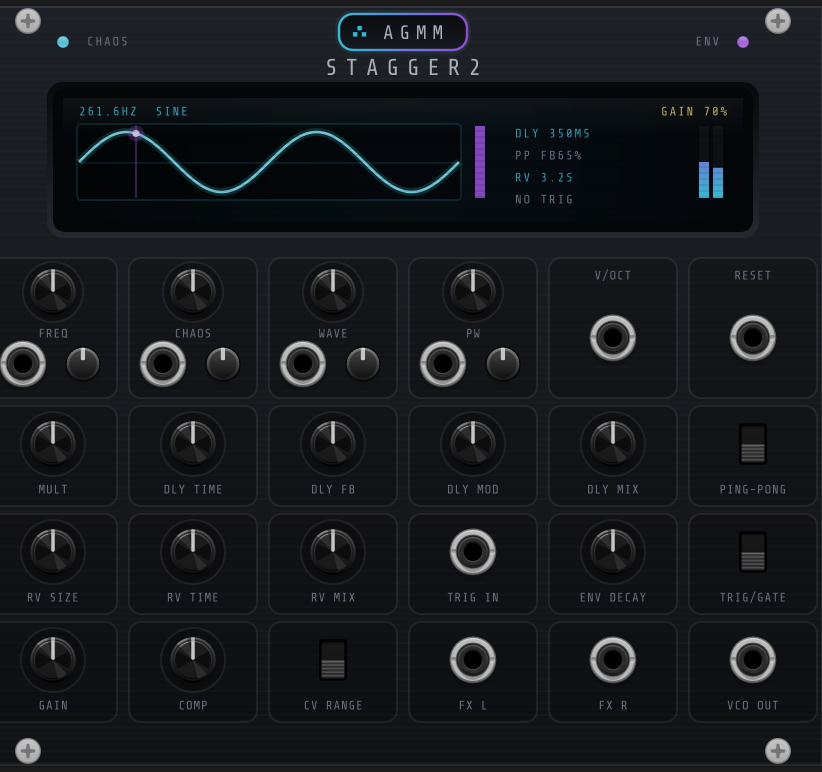 CHAOS
AGMM
ENV
STAGGER2
261.6HZ SINE
GAIN 70%
DLY 350MS
PP FB65%
RV 3.2S
NO TRIG
V/OCT
RESET
FREQ
CHAOS
WAVE
PW
MULT
DLY TIME
DLY FB
DLY MOD
DLY MIX
PING-PONG
RV SIZE
RV TIME
RV MIX
TRIG IN
ENV DECAY
TRIG/GATE
GAIN
COMP
CV RANGE
FX L
FX R
VCO OUT